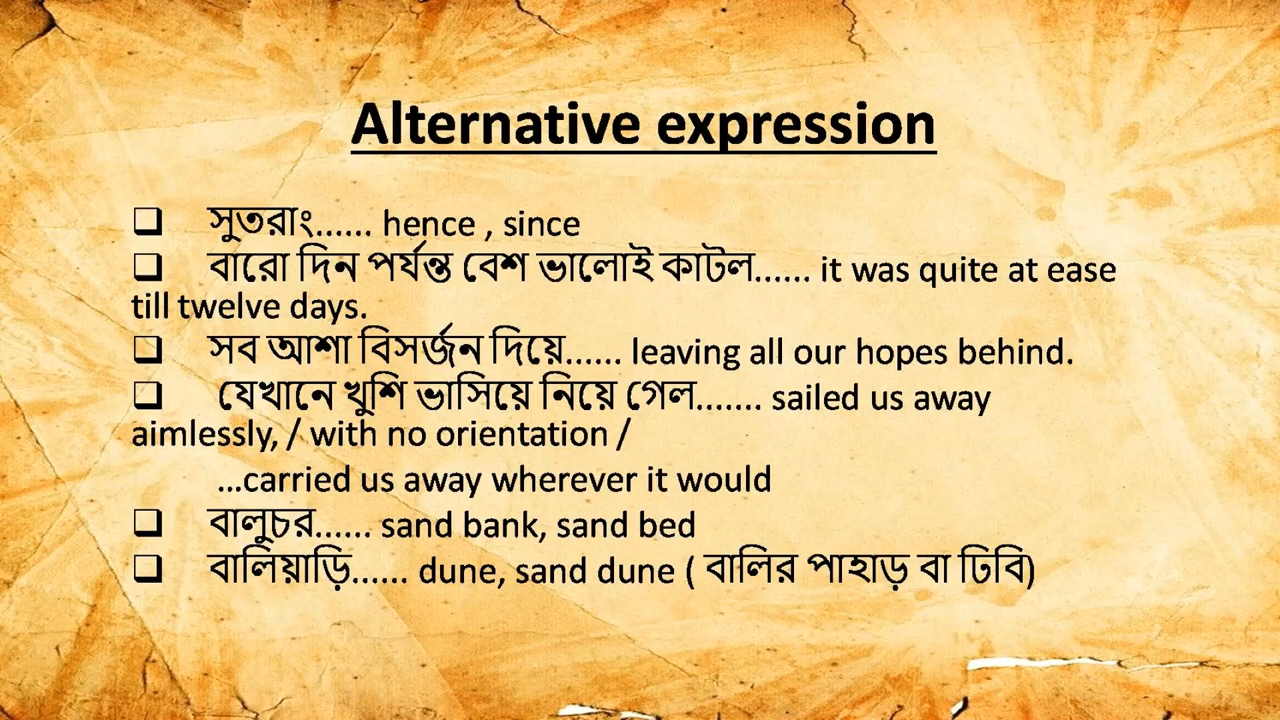 Alternative expression
❑ সুতরাং...... hence , since
❑ বারো দিন পর্যন্ত বেশ ভালোই কাটল...... it was quite at ease
till twelve days.
❑ সব আশা বিসর্জন দিয়ে...... leaving all our hopes behind.
❑ যেখানে খুশি ভাসিয়ে নিয়ে গেল....... sailed us away
aimlessly, / with no orientation /
...carried us away wherever it would
❑ বালুচর...... sand bank, sand bed
❑ বালিয়াড়ি...... dune, sand dune ( বালির পাহাড় বা ঢিবি)